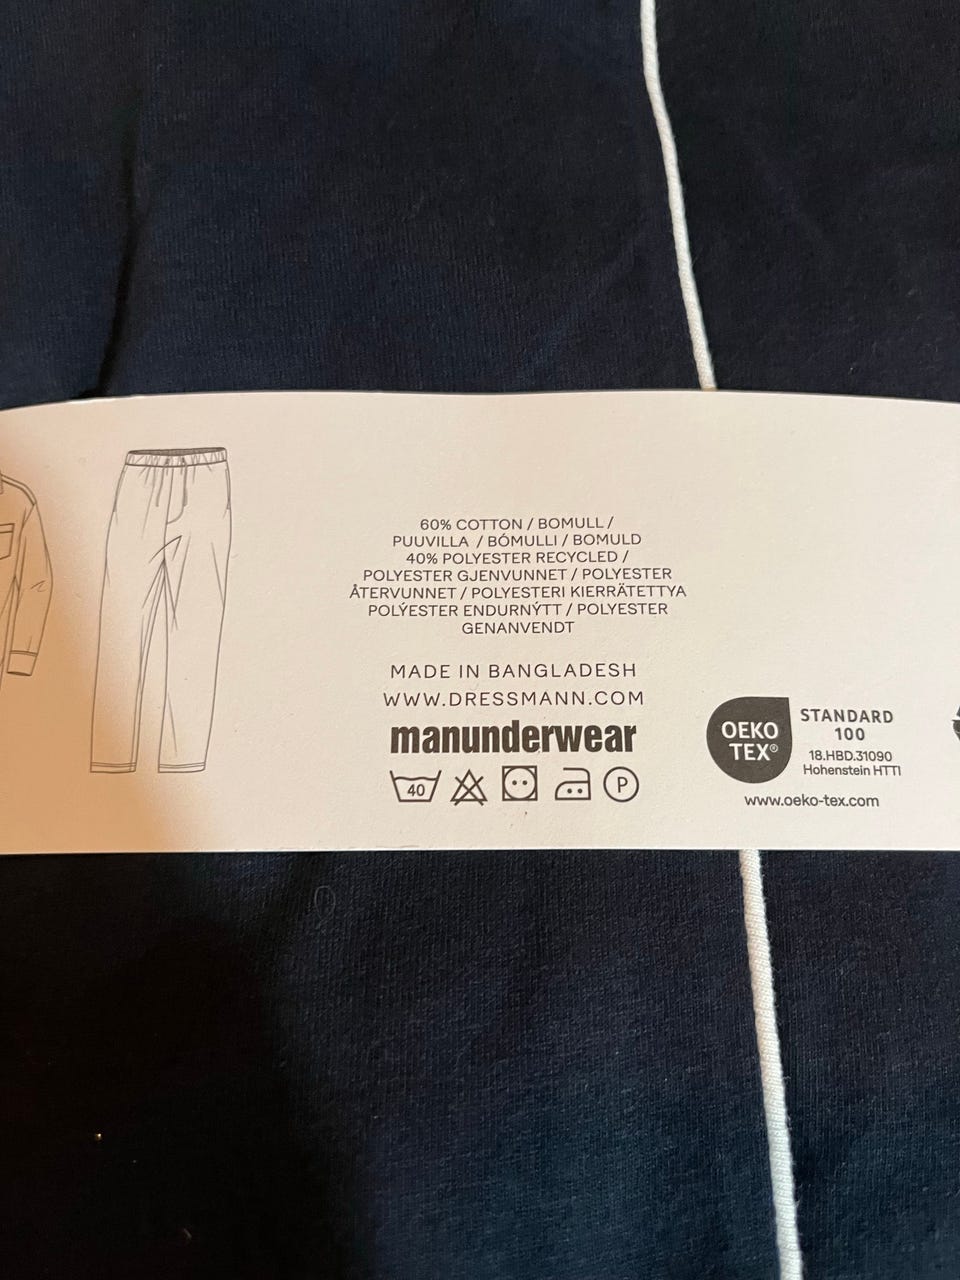 60% COTTON / BOMULL /
PUUVILLA / BÓMULLI / BOMULD
40% POLYESTER RECYCLED /
POLYESTER GJENVUNNET / POLYESTER
ÅTERVUNNET / POLYESTERI KIERRÄTETTYA
POLÝESTER ENDURNÝTT / POLYESTER
GENANVENDT
MADE IN BANGLADESH
WWW.DRESSMANN.COM
manunderwear
40 P
OEKO
TEX®
STANDARD
100
18.HBD.31090
Hohenstein HTTI
www.oeko-tex.com